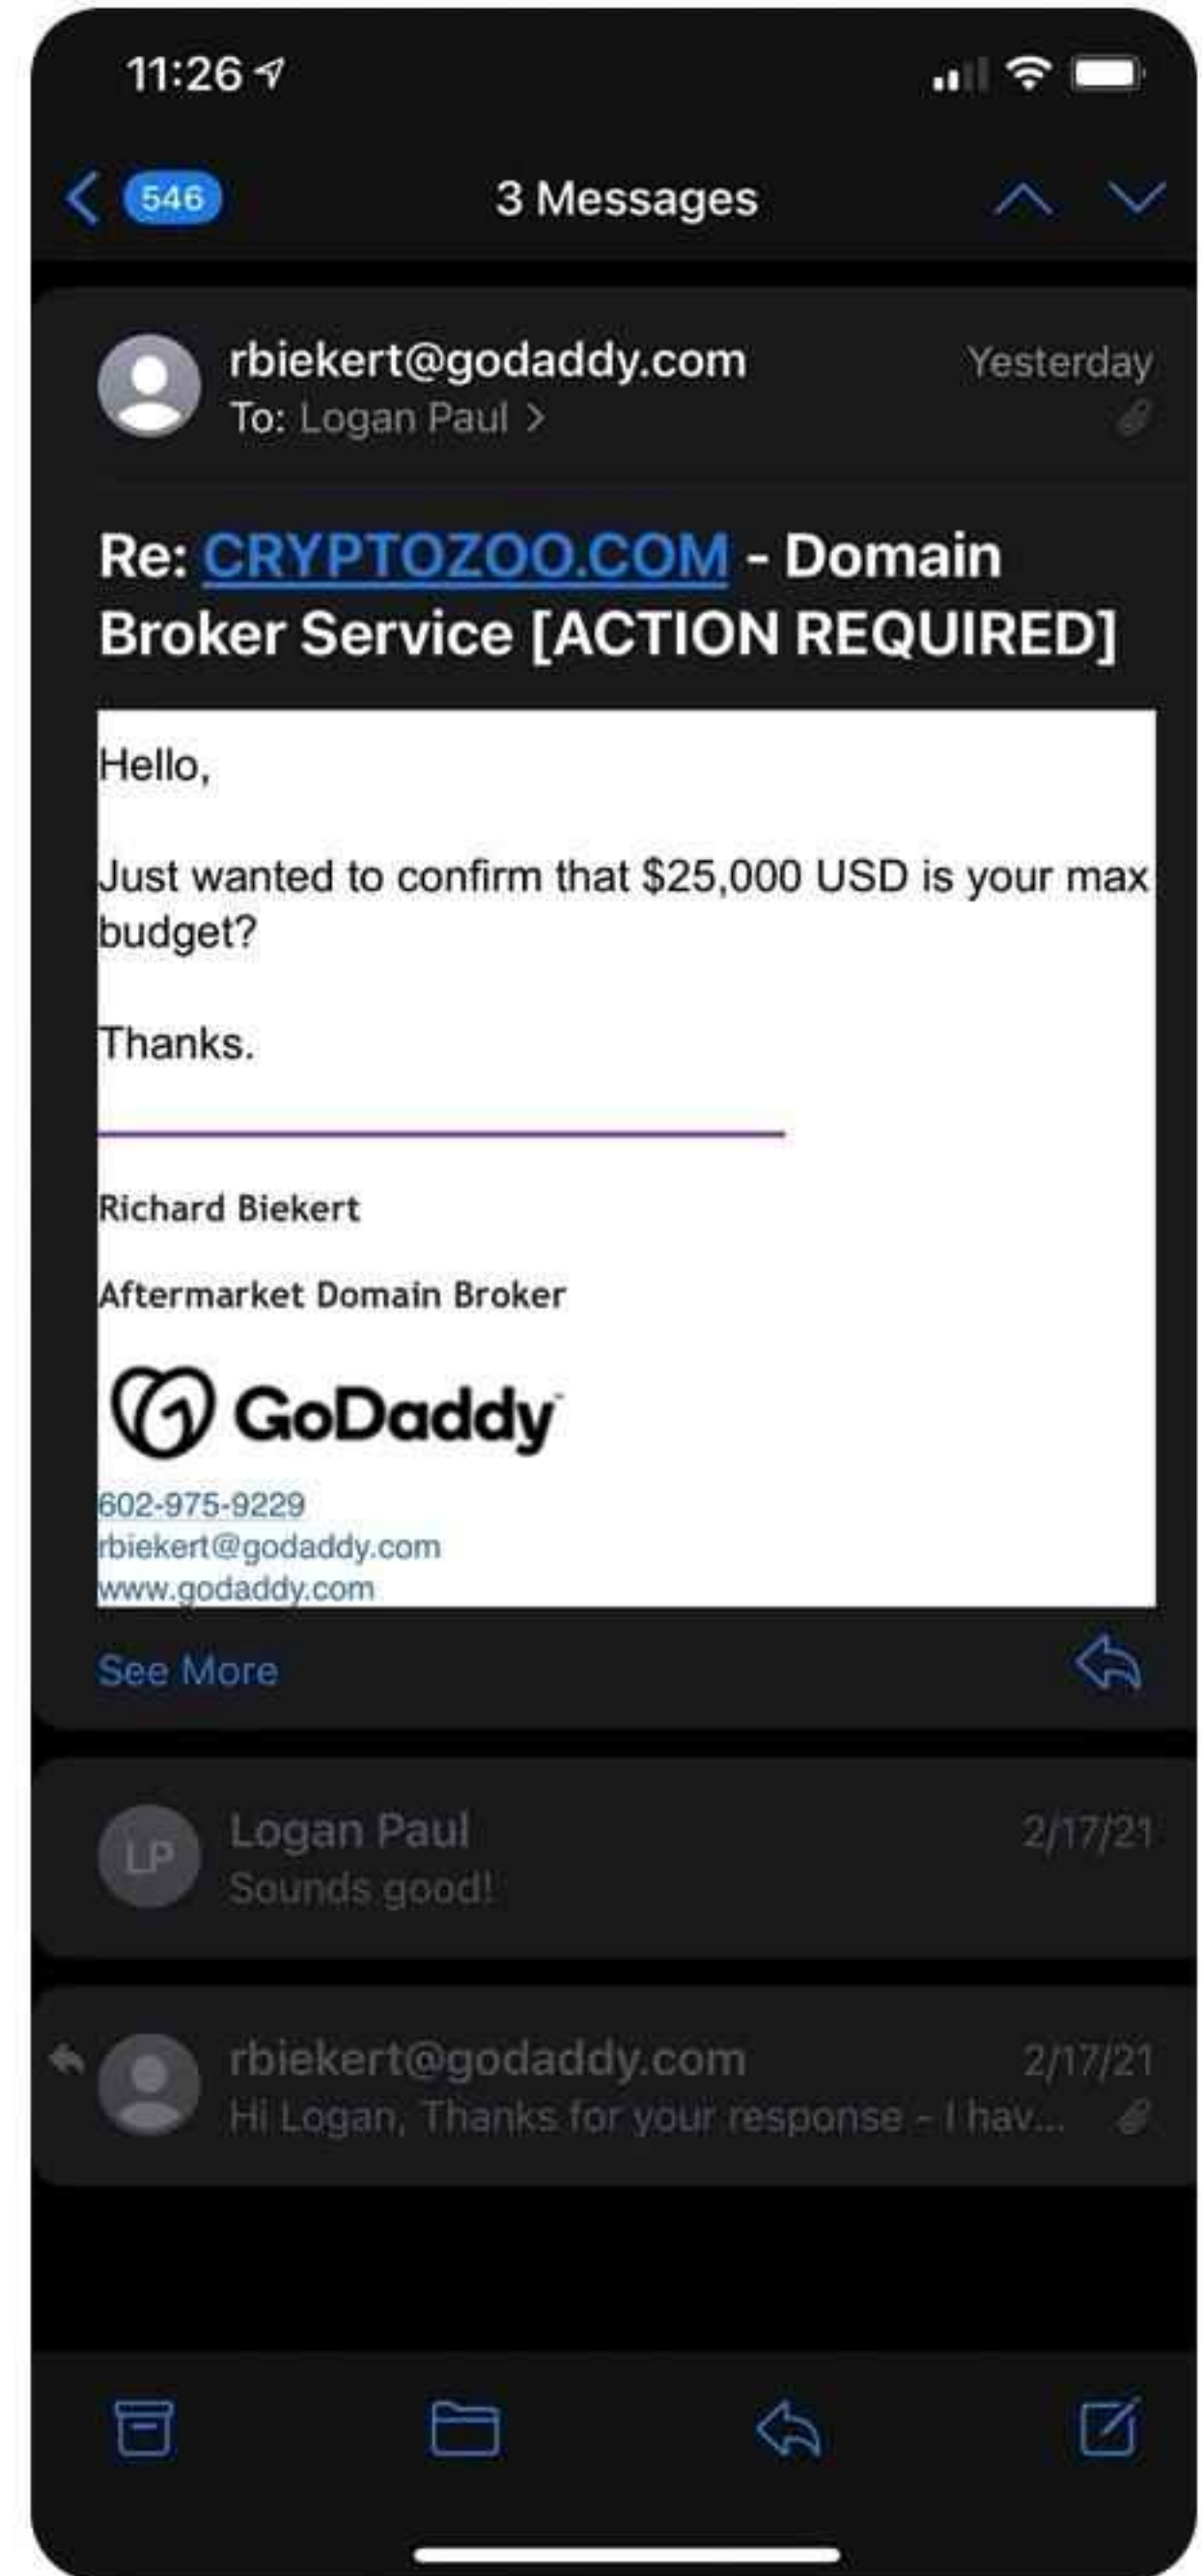 11:26
546
3 Messages
rbiekert@godaddy.com
Yesterday
To: Logan Paul >
Re: CRYPTOZOO.COM - Domain
Broker Service [ACTION REQUIRED]
Hello,
Just wanted to confirm that $25,000 USD is your max
budget?
Thanks.
Richard Biekert
Aftermarket Domain Broker
GoDaddy
602-975-9229
rbiekert@godaddy.com
www.godaddy.com
See More
LP
Logan Paul
2/17/21
Sounds good!
rbiekert@godaddy.com
2/17/21
Hi Logan, Thanks for your response - I hav...